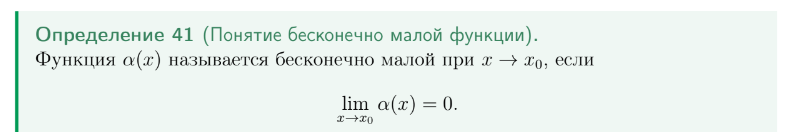 Определение 41 (Понятие бесконечно малой функции).
Функция α(x) называется бесконечно малой при x → x₀, если
lim α(x) = 0.
x→x₀